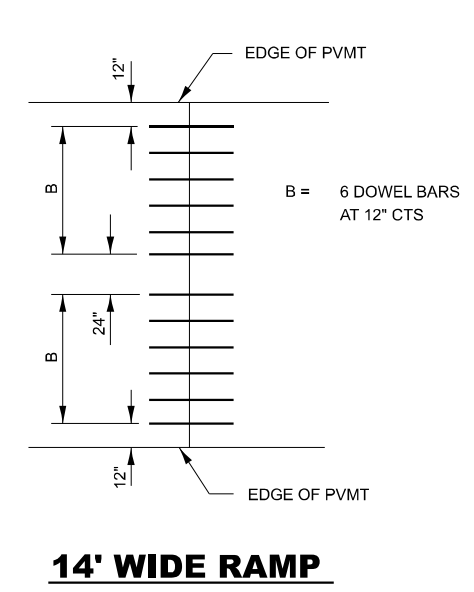 EDGE OF PVMT
12"
B
B = 6 DOWEL BARS
AT 12" CTS
24"
B
12"
EDGE OF PVMT
14' WIDE RAMP